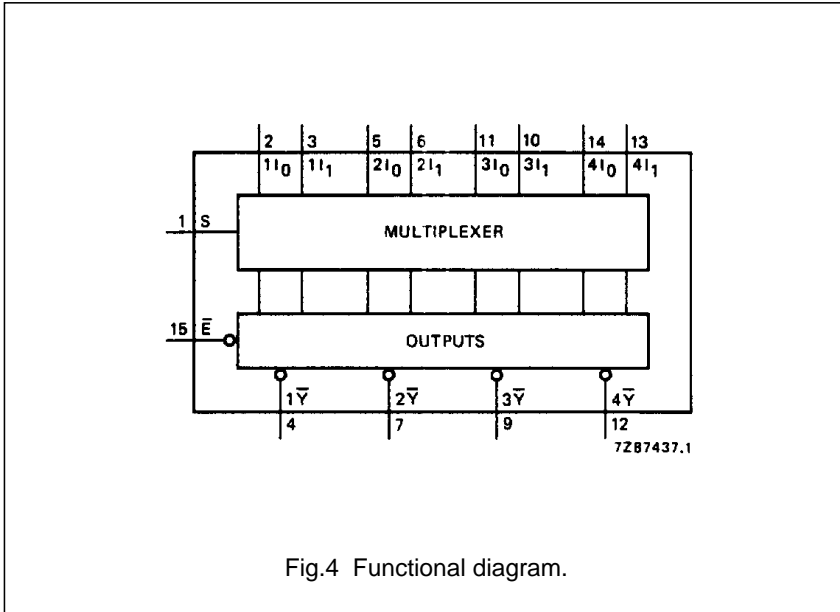 2 3 5 6 11 10 14 13
1I₀ 1I₁ 2I₀ 2I₁ 3I₀ 3I₁ 4I₀ 4I₁
1 S
MULTIPLEXER
15 E̅
OUTPUTS
1Y̅ 2Y̅ 3Y̅ 4Y̅
4 7 9 12
7Z87437.1
Fig.4 Functional diagram.